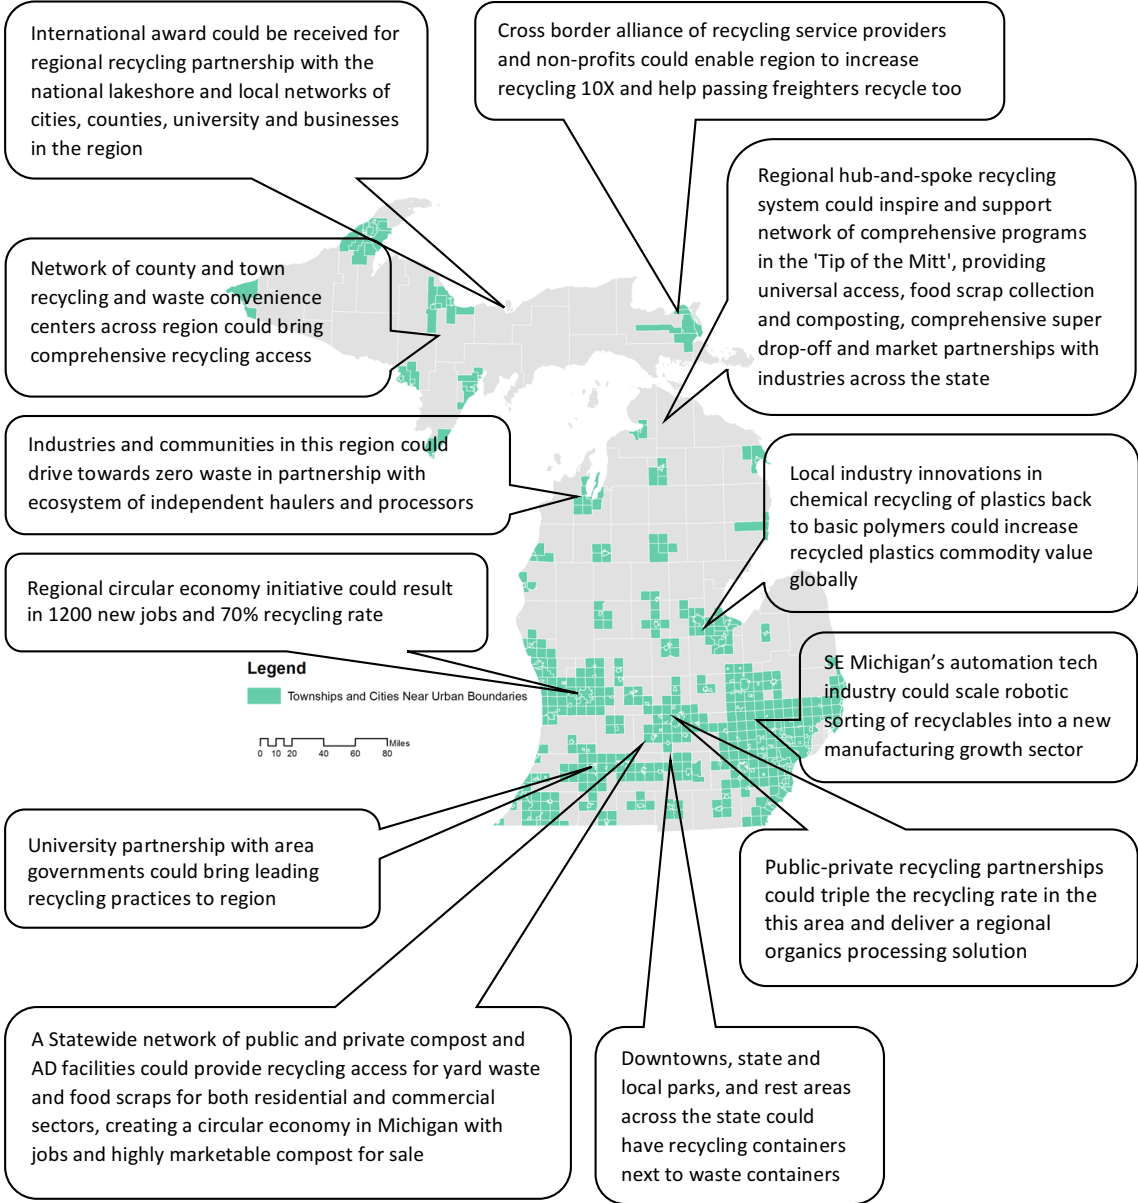 International award could be received for
regional recycling partnership with the
national lakeshore and local networks of
cities, counties, university and businesses
in the region
Cross border alliance of recycling service providers
and non-profits could enable region to increase
recycling 10X and help passing freighters recycle too
Regional hub-and-spoke recycling
system could inspire and support
network of comprehensive programs
in the 'Tip of the Mitt', providing
universal access, food scrap collection
and composting, comprehensive super
drop-off and market partnerships with
industries across the state
Network of county and town
recycling and waste convenience
centers across region could bring
comprehensive recycling access
Industries and communities in this region could
drive towards zero waste in partnership with
ecosystem of independent haulers and processors
Local industry innovations in
chemical recycling of plastics back
to basic polymers could increase
recycled plastics commodity value
globally
Regional circular economy initiative could result
in 1200 new jobs and 70% recycling rate
Legend
Townships and Cities Near Urban Boundaries
Miles
0 10 20 40 60 80
SE Michigan’s automation tech
industry could scale robotic
sorting of recyclables into a new
manufacturing growth sector
University partnership with area
governments could bring leading
recycling practices to region
Public-private recycling partnerships
could triple the recycling rate in the
this area and deliver a regional
organics processing solution
A Statewide network of public and private compost and
AD facilities could provide recycling access for yard waste
and food scraps for both residential and commercial
sectors, creating a circular economy in Michigan with
jobs and highly marketable compost for sale
Downtowns, state and
local parks, and rest areas
across the state could
have recycling containers
next to waste containers